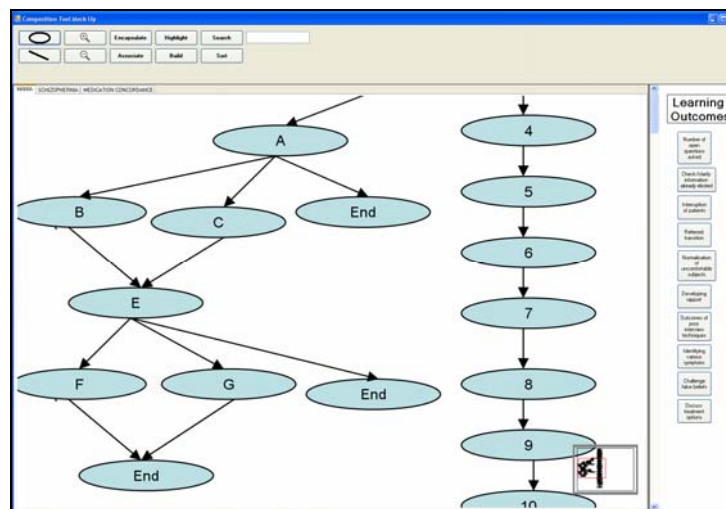 Composition Tool Mock Up
Encapsulate
Highlight
Search
Associate
Build
Sort
MANIA
SCHIZOPHERNIA
MEDICATION CONCORDANCE
Learning
Outcomes
A
4
B
C
End
5
6
E
7
F
G
End
8
End
9
10
Number of
open
questions
asked
Check/clarify
information
already elicited
Interruption
of patients
transition
Normalisation
of
uncomfortable
subjects
Developing
rapport
Outcomes of
poor
interview
techniques
Identifying
various
symptoms
Challenge
false beliefs
Discuss
treatment
options